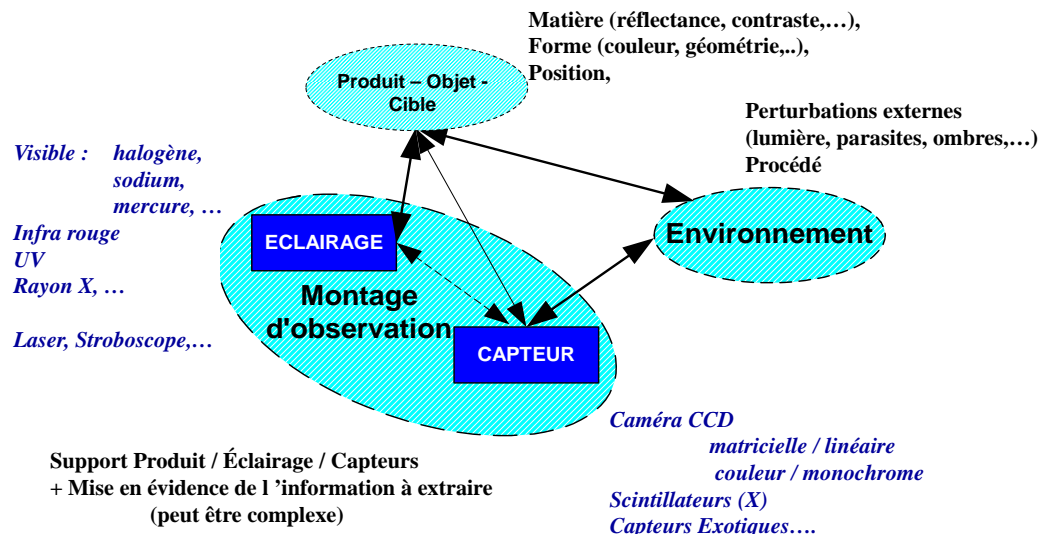 Matière (réflectance, contraste,…),
Forme (couleur, géométrie,..),
Position,
Produit – Objet -
Cible
Perturbations externes
(lumière, parasites, ombres,…)
Procédé
Visible : halogène,
sodium,
mercure, …
Infra rouge
UV
Rayon X, …
Laser, Stroboscope,…
ECLAIRAGE
Environnement
Montage
d'observation
CAPTEUR
Caméra CCD
matricielle / linéaire
couleur / monochrome
Scintillateurs (X)
Capteurs Exotiques….
Support Produit / Éclairage / Capteurs
+ Mise en évidence de l ’information à extraire
(peut être complexe)